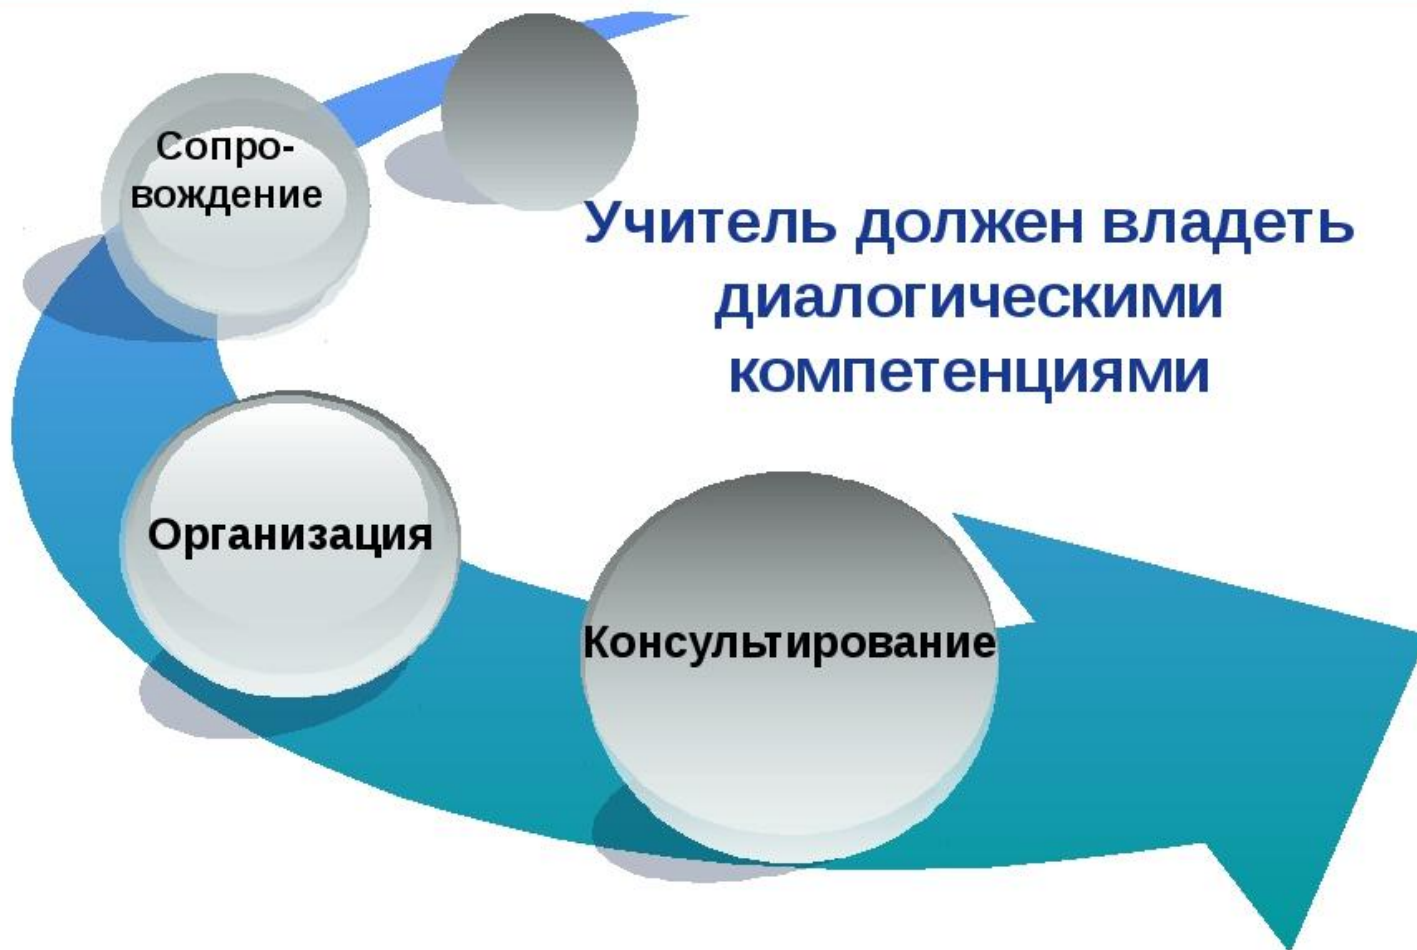 Сопро-
вождение
Учитель должен владеть
диалогическими
компетенциями
Организация
Консультирование